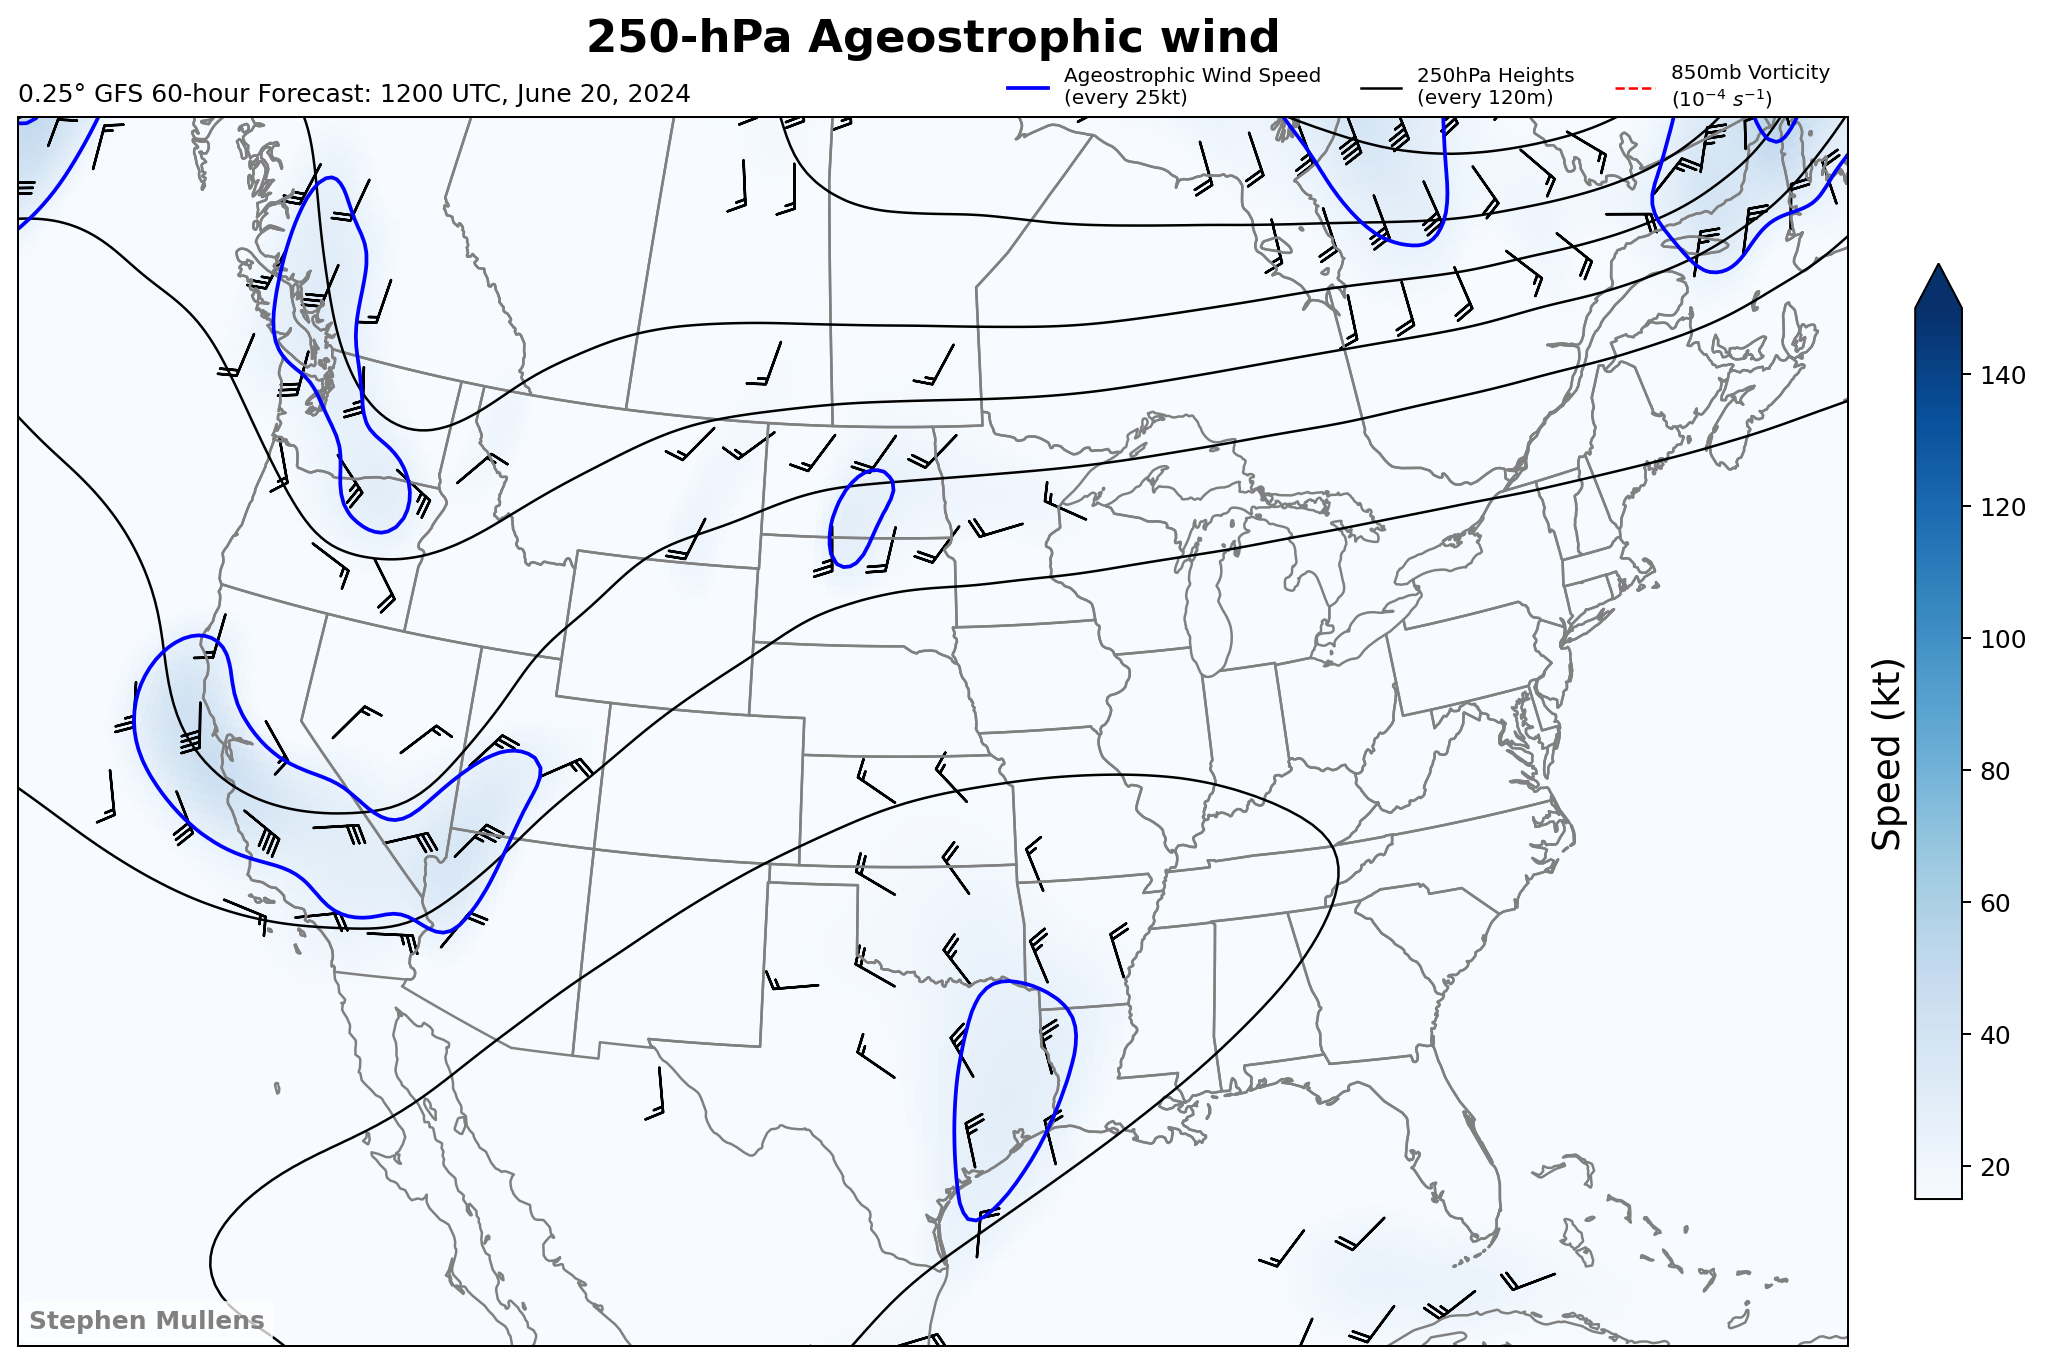 250-hPa Ageostrophic wind
0.25° GFS 60-hour Forecast: 1200 UTC, June 20, 2024
Ageostrophic Wind Speed
(every 25kt)
250hPa Heights
(every 120m)
850mb Vorticity
(10⁻⁴ s⁻¹)
140
120
100
80
60
40
20
Speed (kt)
Stephen Mullens